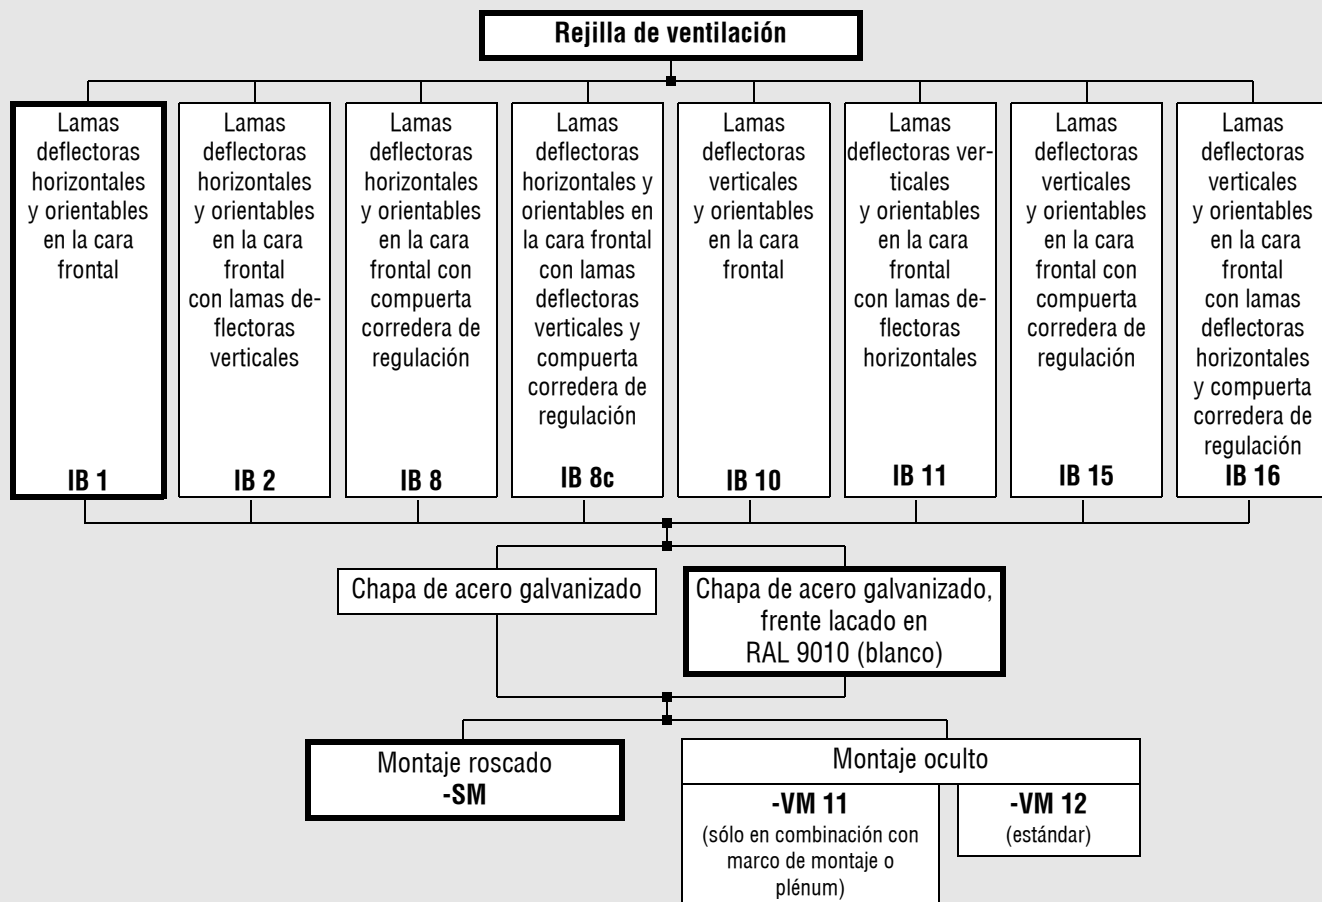 Rejilla de ventilación
Lamas
deflectoras
horizontales
y orientables
en la cara
frontal
IB 1
Lamas
deflectoras
horizontales
y orientables
en la cara
frontal
con lamas de-
flectoras
verticales
IB 2
Lamas
deflectoras
horizontales
y orientables
en la cara
frontal con
compuerta
corredera de
regulación
IB 8
Lamas
deflectoras
horizontales y
orientables en
la cara frontal
con lamas
deflectoras
verticales y
compuerta
corredera de
regulación
IB 8c
Lamas
deflectoras
verticales
y orientables
en la cara
frontal
IB 10
Lamas
deflectoras ver-
ticales
y orientables
en la cara
frontal
con lamas de-
flectoras
horizontales
IB 11
Lamas
deflectoras
verticales
y orientables
en la cara
frontal con
compuerta
corredera de
regulación
IB 15
Lamas
deflectoras
verticales
y orientables
en la cara
frontal
con lamas
deflectoras
horizontales
y compuerta
corredera de
regulación
IB 16
Chapa de acero galvanizado
Chapa de acero galvanizado,
frente lacado en
RAL 9010 (blanco)
Montaje roscado
-SM
Montaje oculto
-VM 11
(sólo en combinación con
marco de montaje o
plénum)
-VM 12
(estándar)